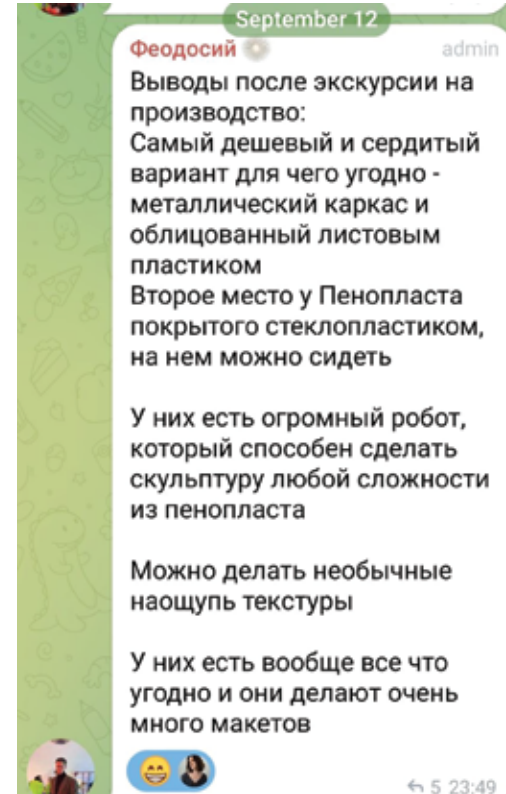 September 12
Феодосий
admin
Выводы после экскурсии на
производство:
Самый дешевый и сердитый
вариант для чего угодно -
металлический каркас и
облицованный листовым
пластиком
Второе место у Пенопласта
покрытого стеклопластиком,
на нем можно сидеть
У них есть огромный робот,
который способен сделать
скульптуру любой сложности
из пенопласта
Можно делать необычные
наощупь текстуры
У них есть вообще все что
угодно и они делают очень
много макетов
5 23:49